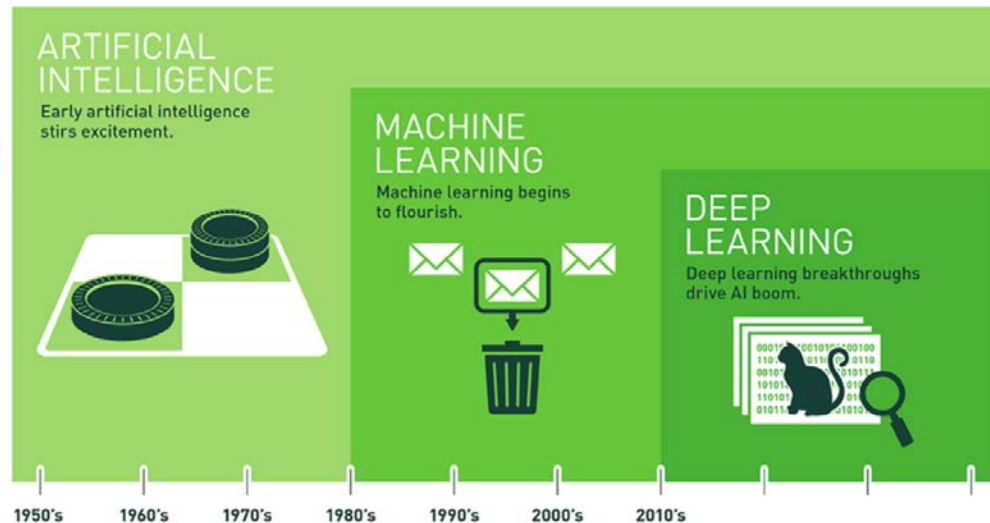 ARTIFICIAL
INTELLIGENCE
Early artificial intelligence
stirs excitement.
MACHINE
LEARNING
Machine learning begins
to flourish.
DEEP
LEARNING
Deep learning breakthroughs
drive AI boom.
1950's 1960's 1970's 1980's 1990's 2000's 2010's